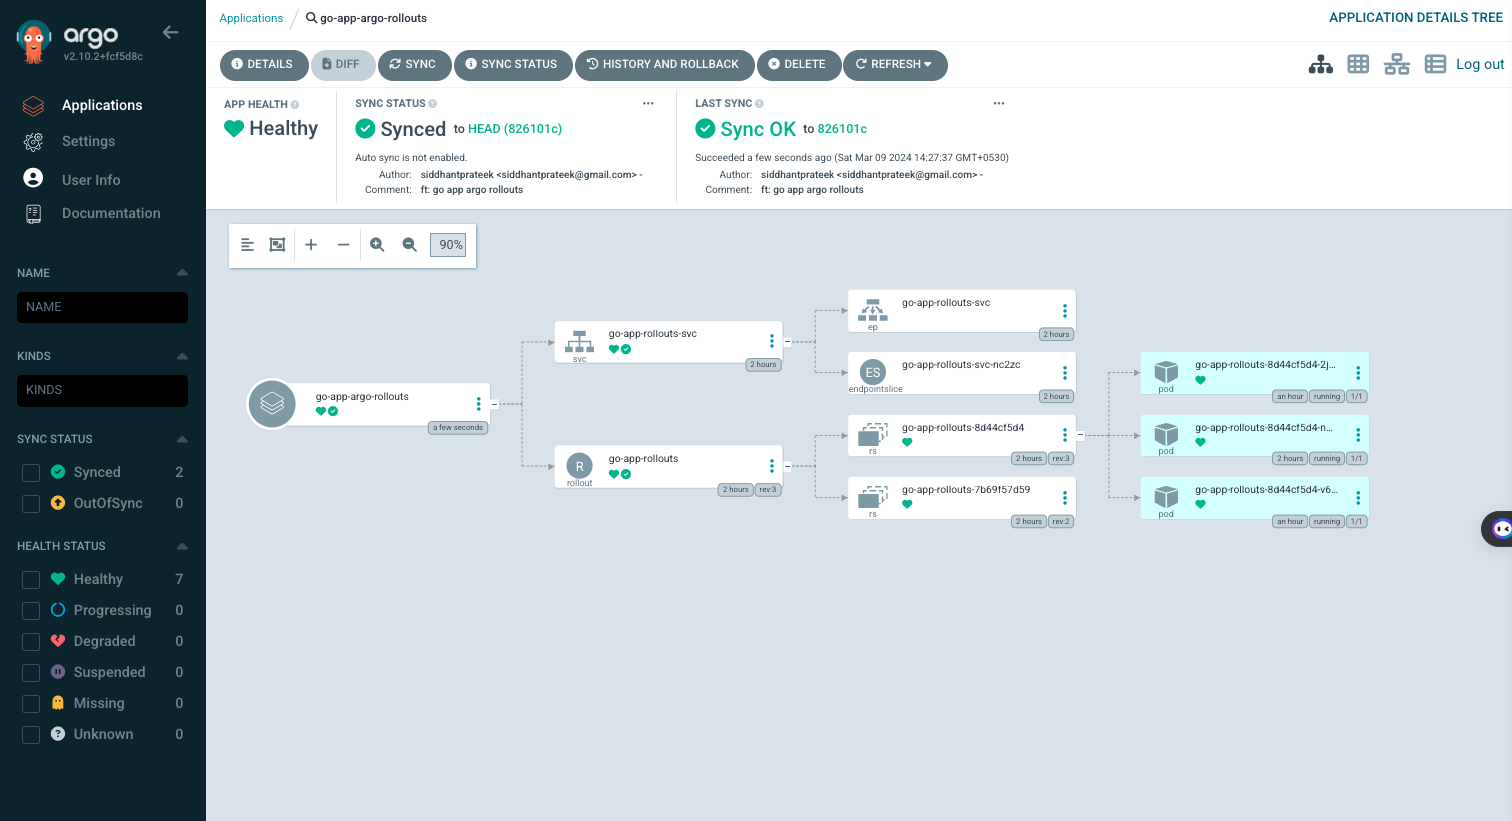 argo
v2.10.2+fcf5d8c
Applications
Settings
User Info
Documentation
NAME
NAME
KINDS
KINDS
SYNC STATUS
Synced 2
OutOfSync 0
HEALTH STATUS
Healthy 7
Progressing 0
Degraded 0
Suspended 0
Missing 0
Unknown 0
Applications / go-app-argo-rollouts
APPLICATION DETAILS TREE
DETAILS DIFF SYNC SYNC STATUS HISTORY AND ROLLBACK DELETE REFRESH
Log out
APP HEALTH
Healthy
SYNC STATUS
Synced to HEAD (826101c)
Auto sync is not enabled.
Author: siddhantprateek <siddhantprateek@gmail.com> -
Comment: ft: go app argo rollouts
LAST SYNC
Sync OK to 826101c
Succeeded a few seconds ago (Sat Mar 09 2024 14:27:37 GMT+0530)
Author: siddhantprateek <siddhantprateek@gmail.com> -
Comment: ft: go app argo rollouts
90%
go-app-argo-rollouts
a few seconds
go-app-rollouts-svc
svc
2 hours
R
go-app-rollouts
rollout
2 hours rev:3
go-app-rollouts-svc
ep
2 hours
ES
go-app-rollouts-svc-nc2zc
endpointslice
2 hours
go-app-rollouts-8d44cf5d4
rs
2 hours rev:3
go-app-rollouts-7b69f57d59
rs
2 hours rev:2
go-app-rollouts-8d44cf5d4-2j...
pod
an hour running 1/1
go-app-rollouts-8d44cf5d4-n...
pod
2 hours running 1/1
go-app-rollouts-8d44cf5d4-v6...
pod
an hour running 1/1